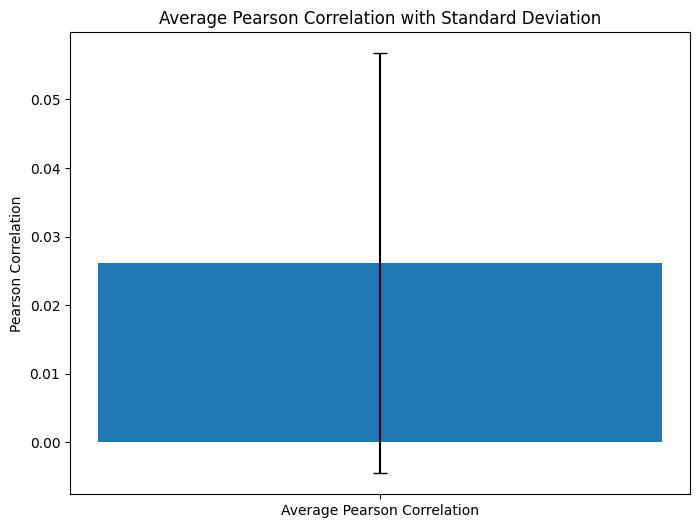 Average Pearson Correlation with Standard Deviation
0.05
0.04
0.03
0.02
0.01
0.00
Pearson Correlation
Average Pearson Correlation